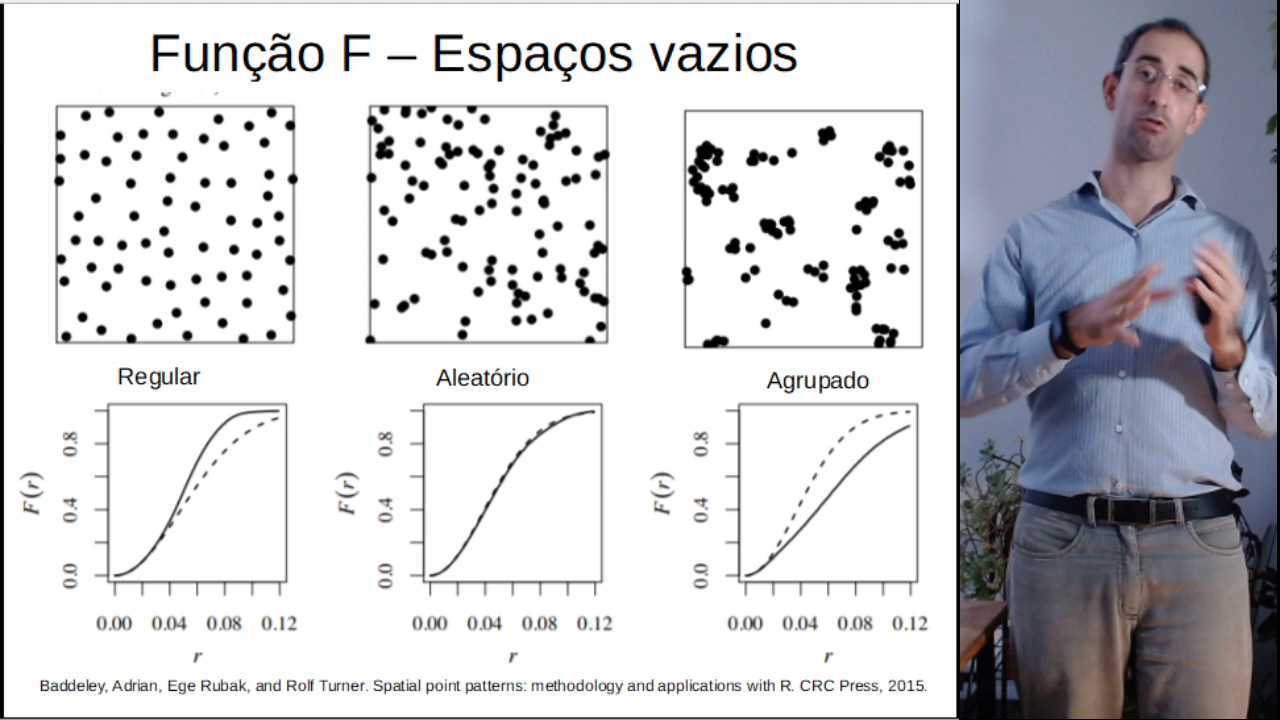 Função F – Espaços vazios
Regular
Aleatório
Agrupado
F(r)
0.0 0.4 0.8
0.00 0.04 0.08 0.12
r
F(r)
0.0 0.4 0.8
0.00 0.04 0.08 0.12
r
F(r)
0.0 0.4 0.8
0.00 0.04 0.08 0.12
r
Baddeley, Adrian, Ege Rubak, and Rolf Turner. Spatial point patterns: methodology and applications with R. CRC Press, 2015.